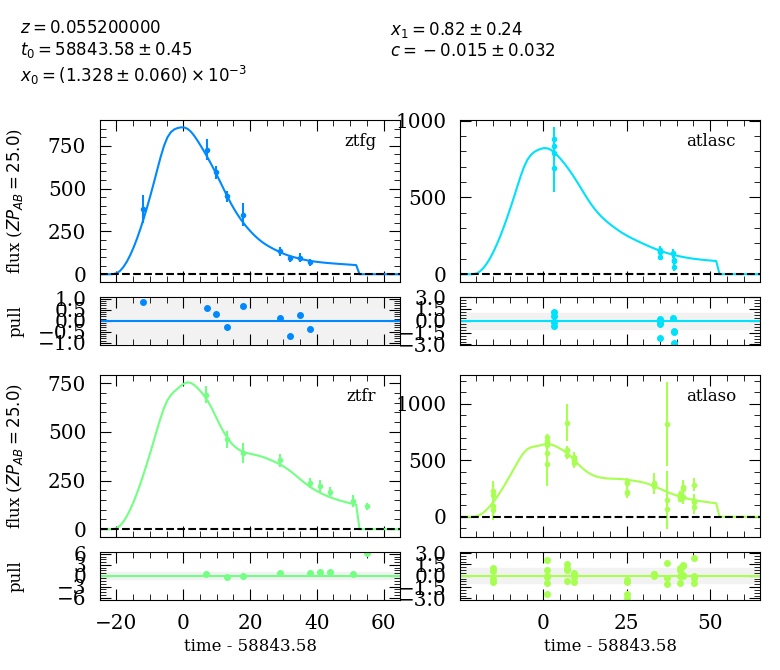 z = 0.055200000
t0 = 58843.58 ± 0.45
x0 = (1.328 ± 0.060) × 10^−3
x1 = 0.82 ± 0.24
c = −0.015 ± 0.032
ztfg
750
500
250
0
flux (ZP_AB = 25.0)
atlasc
1000
500
0
1.0
0.5
0.0
−0.5
−1.0
pull
3.0
1.5
0.0
−1.5
−3.0
ztfr
750
500
250
0
flux (ZP_AB = 25.0)
atlaso
1000
500
0
6
3
0
−3
−6
pull
−20 0 20 40 60
time - 58843.58
3.0
1.5
0.0
−1.5
−3.0
0 25 50
time - 58843.58